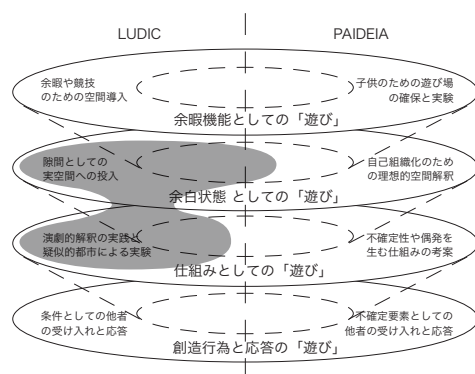 LUDIC
PAIDEIA
余暇や競技
のための空間導入
子供のための遊び場
の確保と実験
余暇機能としての「遊び」
隙間としての
実空間への投入
自己組織化のため
の理想的空間解釈
余白状態 としての「遊び」
演劇的解釈の実践と
疑似的都市による実験
不確定性や偶発を
生む仕組みの考案
仕組みとしての「遊び」
条件としての他者
の受け入れと応答
不確定要素としての
他者の受け入れと応答
創造行為と応答の「遊び」